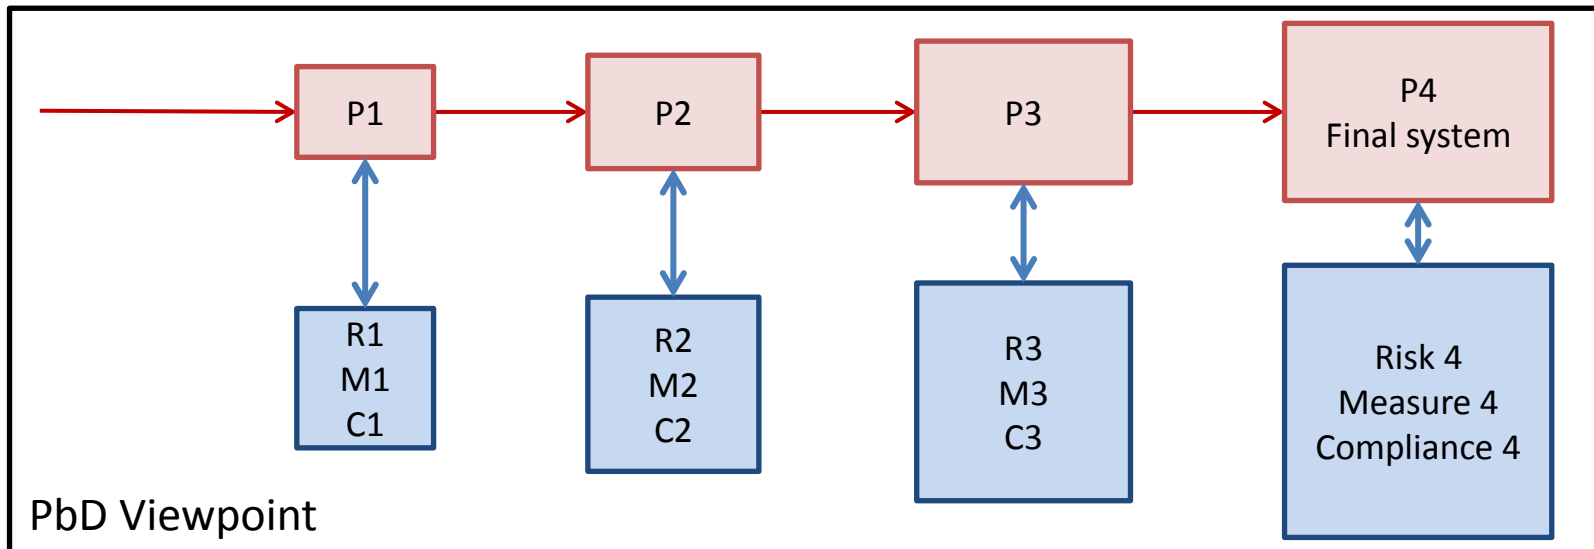 P1
P2
P3
P4
Final system
R1
M1
C1
R2
M2
C2
R3
M3
C3
Risk 4
Measure 4
Compliance 4
PbD Viewpoint